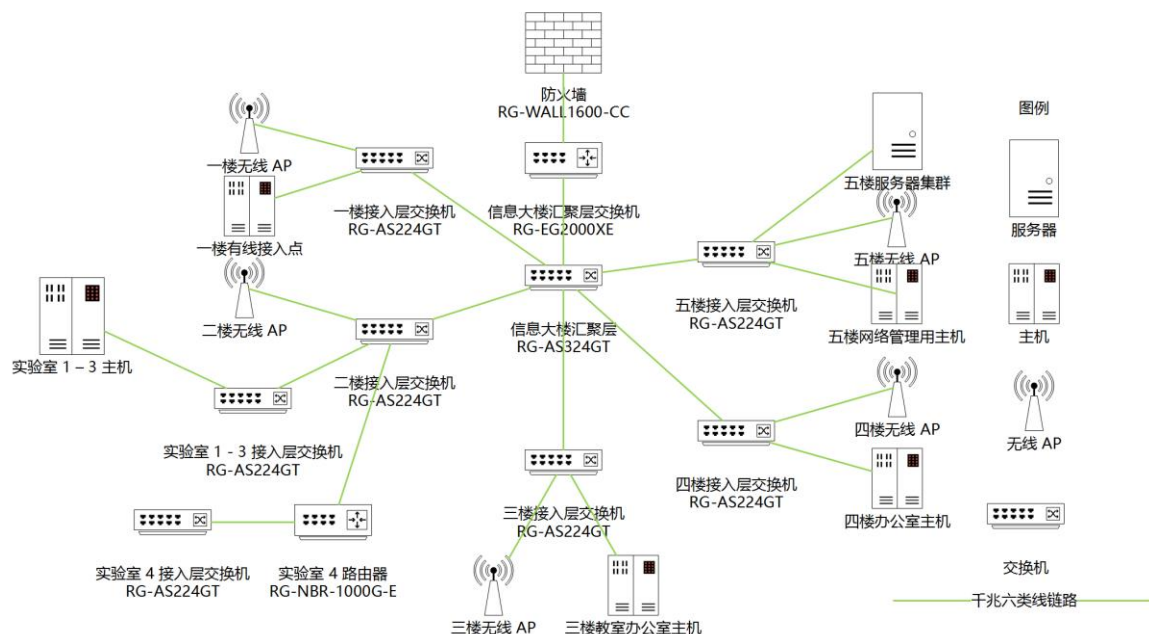 防火墙
RG-WALL1600-CC
图例
一楼无线 AP
一楼接入层交换机
RG-AS224GT
信息大楼汇聚层交换机
RG-EG2000XE
五楼服务器集群
服务器
一楼有线接入点
五楼无线 AP
二楼无线 AP
信息大楼汇聚层
RG-AS324GT
五楼接入层交换机
RG-AS224GT
五楼网络管理用主机
主机
实验室 1 – 3 主机
二楼接入层交换机
RG-AS224GT
四楼无线 AP
无线 AP
实验室 1 - 3 接入层交换机
RG-AS224GT
三楼接入层交换机
RG-AS224GT
四楼接入层交换机
RG-AS224GT
四楼办公室主机
实验室 4 接入层交换机
RG-AS224GT
实验室 4 路由器
RG-NBR-1000G-E
交换机
千兆六类线链路
三楼无线 AP
三楼教室办公室主机